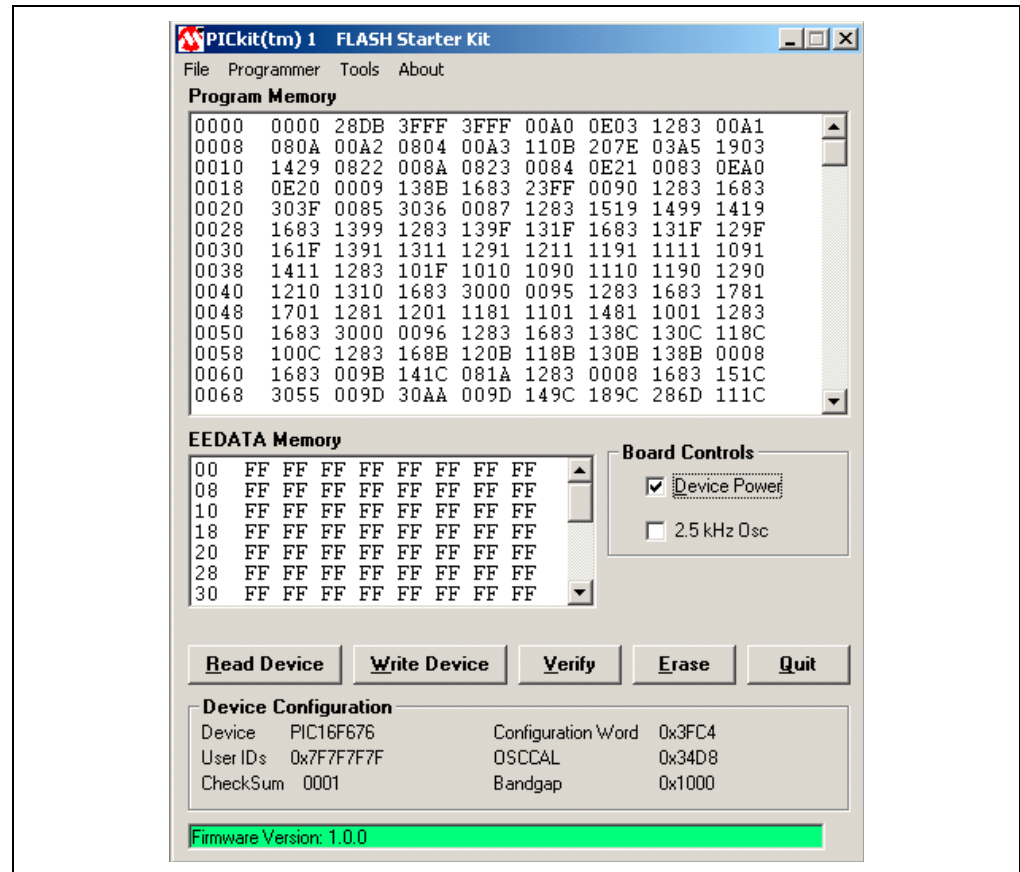 PICkit(tm) 1 FLASH Starter Kit
File Programmer Tools About
Program Memory
0000 0000 28DB 3FFF 3FFF 00A0 0E03 1283 00A1
0008 080A 00A2 0804 00A3 110B 207E 03A5 1903
0010 1429 0822 008A 0823 0084 0E21 0083 0EA0
0018 0E20 0009 138B 1683 23FF 0090 1283 1683
0020 303F 0085 3036 0087 1283 1519 1499 1419
0028 1683 1399 1283 139F 131F 1683 131F 129F
0030 161F 1391 1311 1291 1211 1191 1111 1091
0038 1411 1283 101F 1010 1090 1110 1190 1290
0040 1210 1310 1683 3000 0095 1283 1683 1781
0048 1701 1281 1201 1181 1101 1481 1001 1283
0050 1683 3000 0096 1283 1683 138C 130C 118C
0058 100C 1283 168B 120B 118B 130B 138B 0008
0060 1683 009B 141C 081A 1283 0008 1683 151C
0068 3055 009D 30AA 009D 149C 189C 286D 111C
EEDATA Memory
00 FF FF FF FF FF FF FF FF
08 FF FF FF FF FF FF FF FF
10 FF FF FF FF FF FF FF FF
18 FF FF FF FF FF FF FF FF
20 FF FF FF FF FF FF FF FF
28 FF FF FF FF FF FF FF FF
30 FF FF FF FF FF FF FF FF
Board Controls
Device Power
2.5 kHz Osc
Read Device Write Device Verify Erase Quit
Device Configuration
Device PIC16F676 Configuration Word 0x3FC4
User IDs 0x7F7F7F7F OSCCAL 0x34D8
CheckSum 0001 Bandgap 0x1000
Firmware Version: 1.0.0